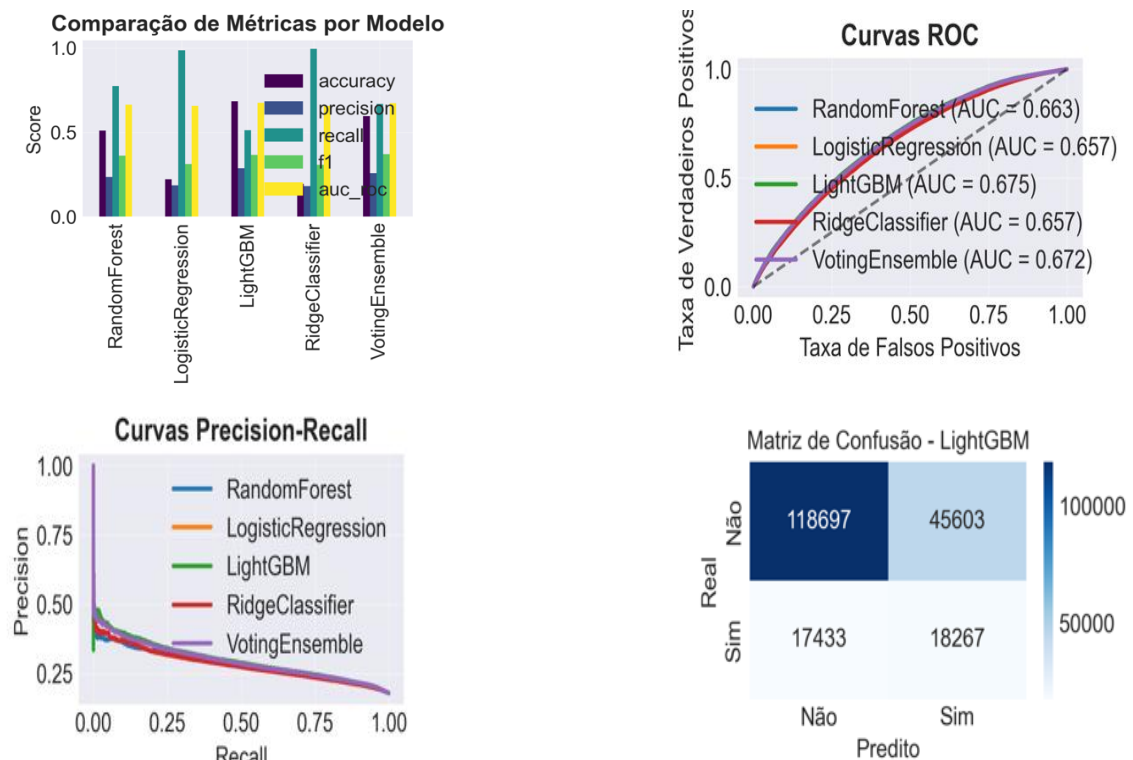 Comparação de Métricas por Modelo
Score
1.0
0.5
0.0
accuracy
precision
recall
f1
auc_roc
RandomForest
LogisticRegression
LightGBM
RidgeClassifier
VotingEnsemble
Curvas ROC
Taxa de Verdadeiros Positivos
1.0
0.5
0.0
RandomForest (AUC = 0.663)
LogisticRegression (AUC = 0.657)
LightGBM (AUC = 0.675)
RidgeClassifier (AUC = 0.657)
VotingEnsemble (AUC = 0.672)
0.00 0.25 0.50 0.75 1.00
Taxa de Falsos Positivos
Curvas Precision-Recall
Precision
1.00
0.75
0.50
0.25
RandomForest
LogisticRegression
LightGBM
RidgeClassifier
VotingEnsemble
0.00 0.25 0.50 0.75 1.00
Recall
Matriz de Confusão - LightGBM
Real
Não
Sim
118697 45603
17433 18267
Não Sim
Predito
100000
50000